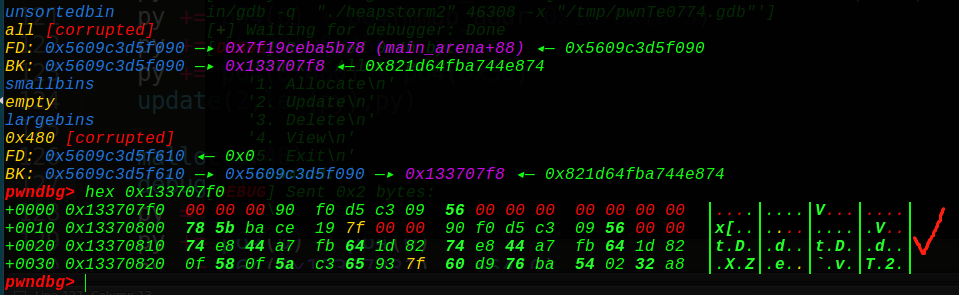 unsortedbin in/gdb -q "./heapstorm2" 46308 -x "/tmp/pwnTe0774.gdb"']
all [corrupted] [+] Waiting for debugger: Done
FD: 0x5609c3d5f090 —▸ 0x7f19ceba5b78 (main_arena+88) ◂— 0x5609c3d5f090
BK: 0x5609c3d5f090 —▸ 0x133707f8 ◂— 0x821d64fba744e874
smallbins '1. Allocate\n'
empty '2. Update\n'
largebins '3. Delete\n'
0x480 [corrupted] '4. View\n'
FD: 0x5609c3d5f610 ◂— 0x0 5. Exit\n'
BK: 0x5609c3d5f610 —▸ 0x5609c3d5f090 —▸ 0x133707f8 ◂— 0x821d64fba744e874
pwndbg> hex 0x133707f0 Sent 0x2 bytes:
+0000 0x133707f0 00 00 00 90 f0 d5 c3 09 56 00 00 00 00 00 00 00 |....|....|V...|....|
+0010 0x13370800 78 5b ba ce 19 7f 00 00 90 f0 d5 c3 09 56 00 00 |x[..|....|....|.V..|
+0020 0x13370810 74 e8 44 a7 fb 64 1d 82 74 e8 44 a7 fb 64 1d 82 |t.D.|.d..|t.D.|.d..|
+0030 0x13370820 0f 58 0f 5a c3 65 93 7f 60 d9 76 ba 54 02 32 a8 |.X.Z|.e..|`.v.|T.2.|
pwndbg>